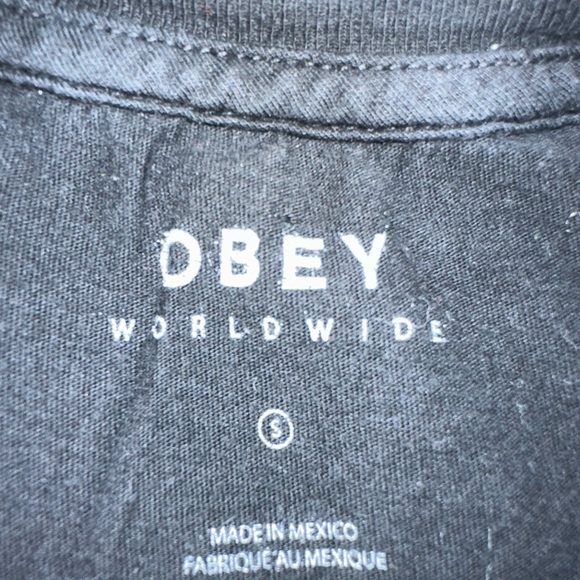 OBEY
WORLDWIDE
S
MADE IN MEXICO
FABRIQUÉ AU MEXIQUE